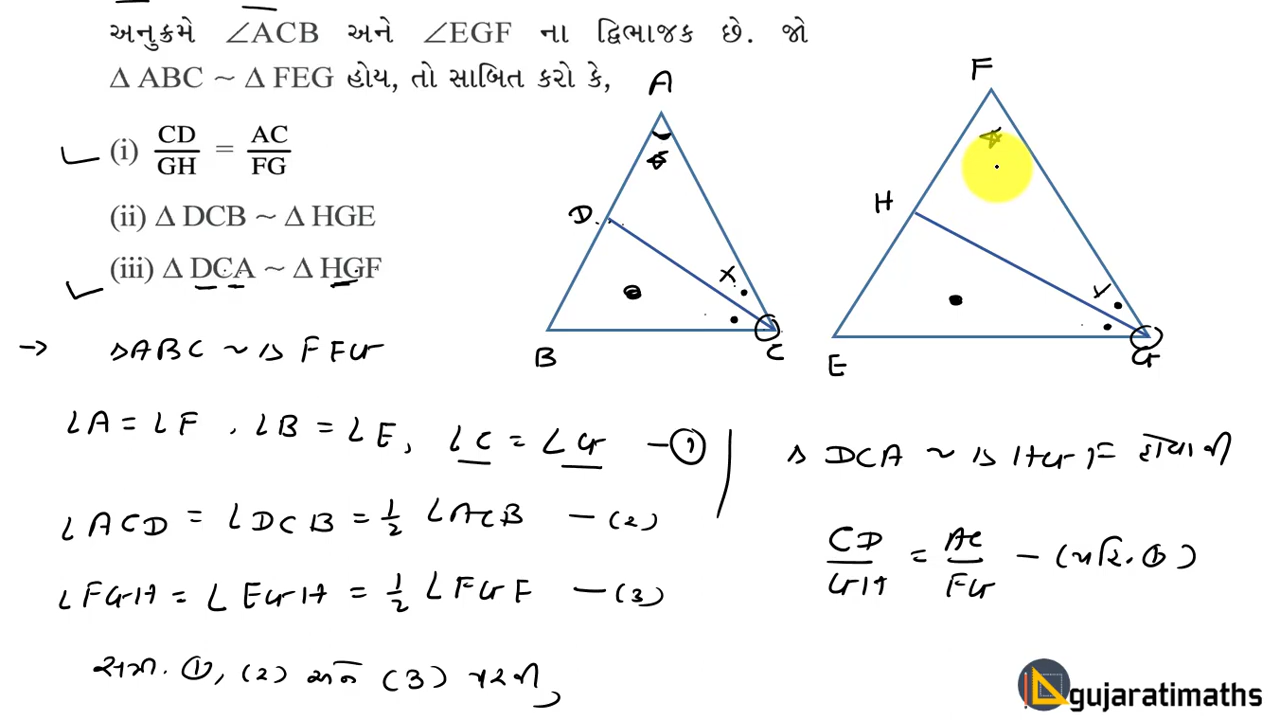 અનુક્રમે ∠ACB અને ∠EGF ના દ્વિભાજક છે. જો
Δ ABC ~ Δ FEG હોય, તો સાબિત કરો કે,
(i) CD/GH = AC/FG
(ii) Δ DCB ~ Δ HGE
(iii) Δ DCA ~ Δ HGF
A
D
X
B
C
F
H
X
E
G
→ ΔABC ~ Δ FEG
∠A = ∠F , ∠B = ∠E, ∠C = ∠G —①
∠ACD = ∠DCB = 1/2 ∠ACB —(2)
∠FGH = ∠EGH = 1/2 ∠FGE —(3)
સમી. ①, (2) અને (3) પરથી,
Δ DCA ~ Δ HGF હોવાથી
CD/GH = AC/FG — (પરિ. ①)
gujaratimaths